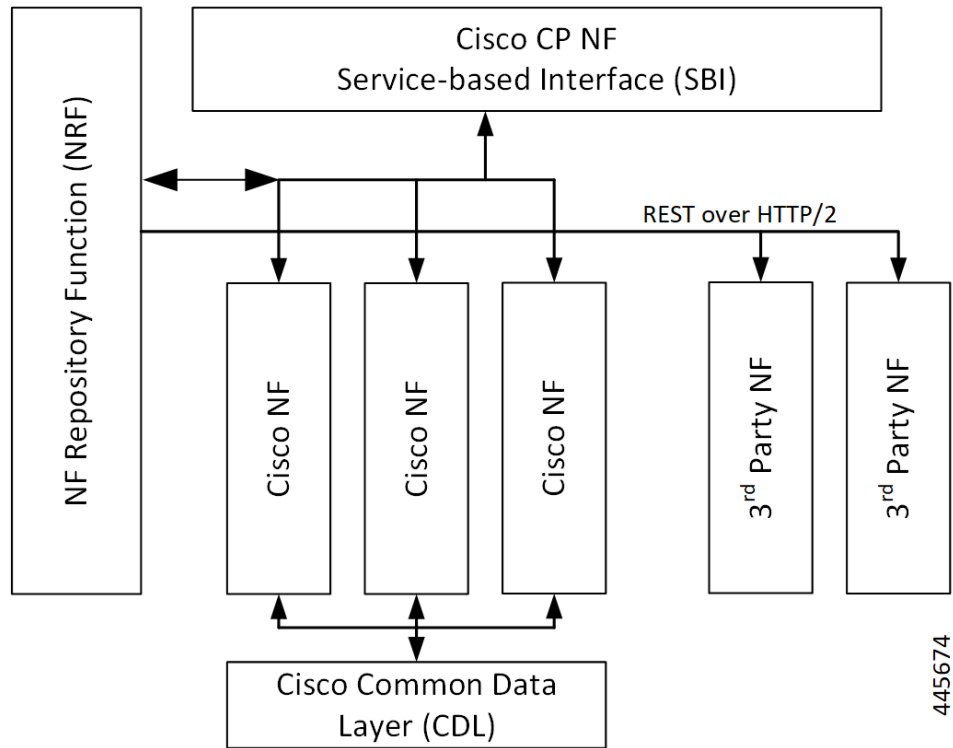 Cisco CP NF
Service-based Interface (SBI)
NF Repository Function (NRF)
REST over HTTP/2
Cisco NF
Cisco NF
Cisco NF
3rd Party NF
3rd Party NF
Cisco Common Data
Layer (CDL)
445674